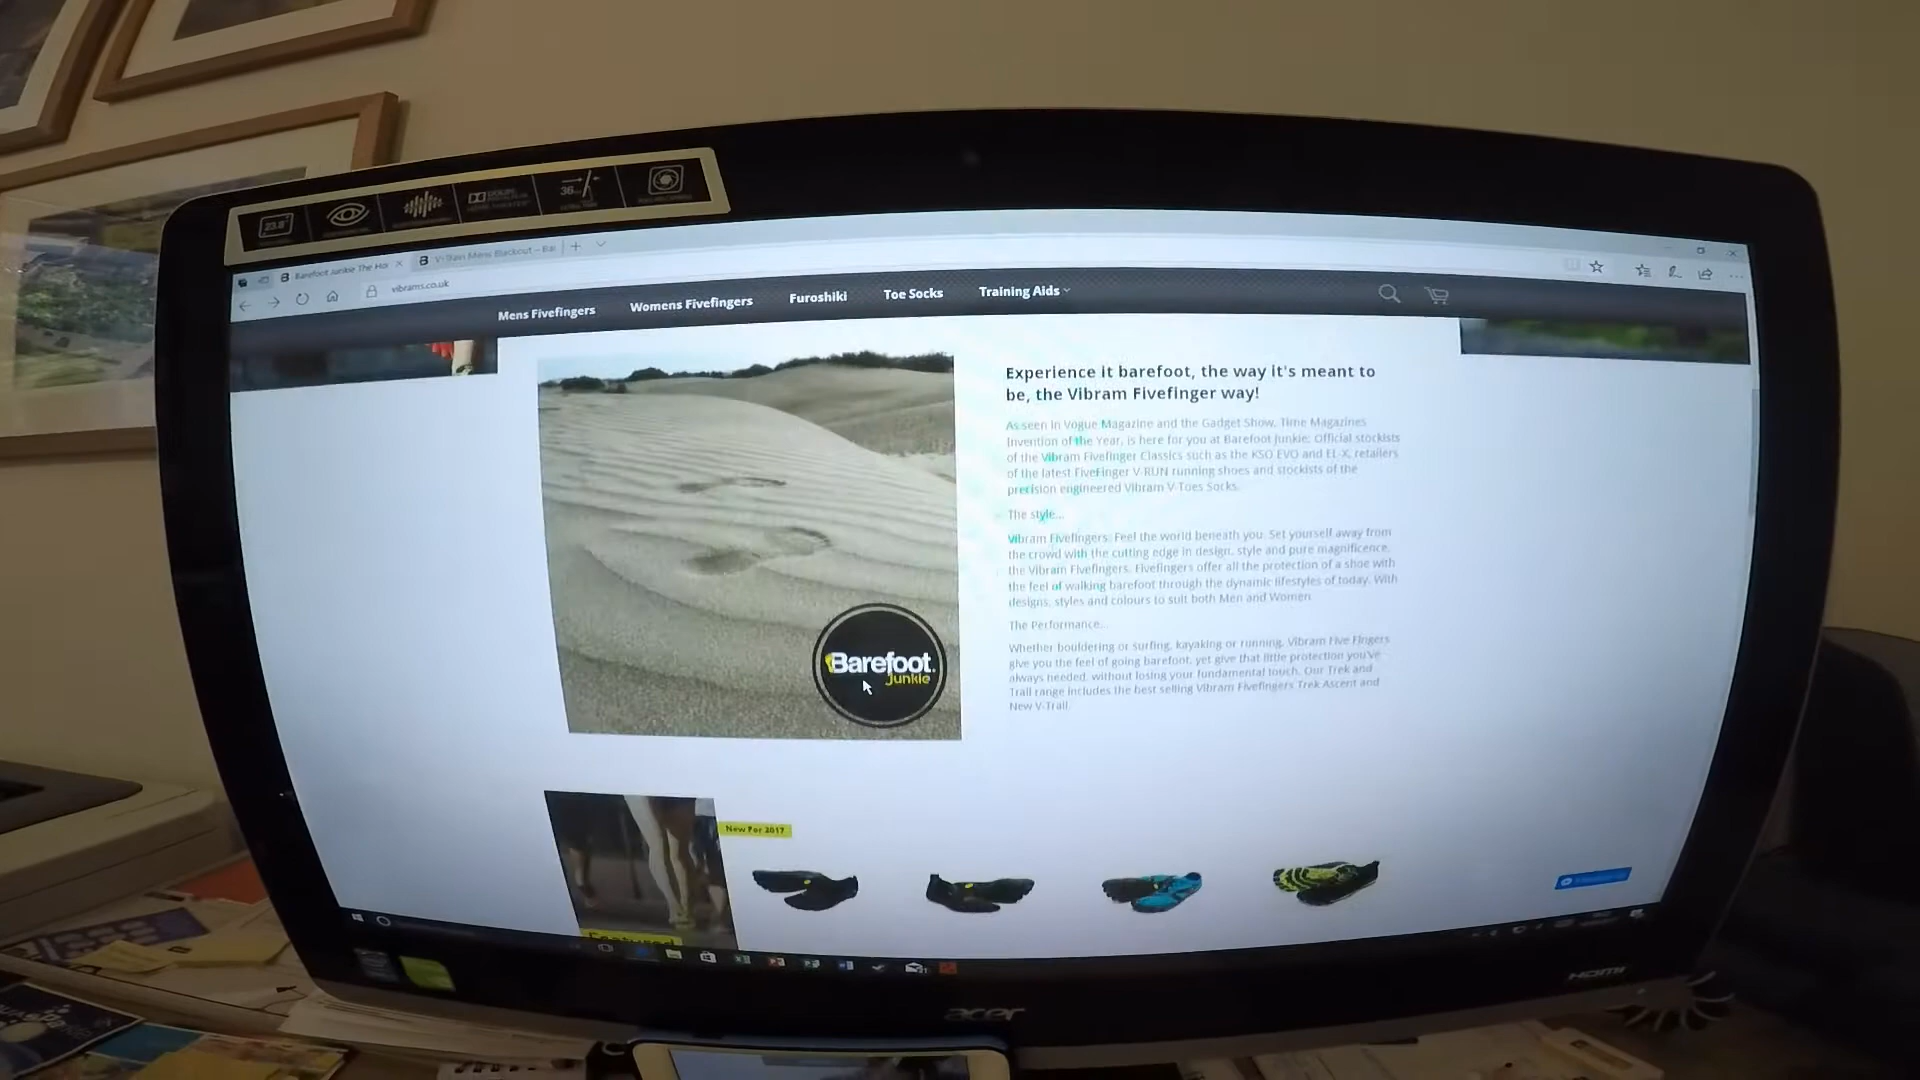 23.8"
36
Barefoot Junkie The Ho
V-Train Mens Blackout – Ba
vibrams.co.uk
Mens Fivefingers
Womens Fivefingers
Furoshiki
Toe Socks
Training Aids
Experience it barefoot, the way it's meant to
be, the Vibram Fivefinger way!
As seen in Vogue Magazine and the Gadget Show, Time Magazines
Invention of the Year, is here for you at Barefoot Junkie. Official stockists
of the Vibram Fivefinger Classics such as the KSO EVO and EL-X, retailers
of the latest FiveFinger V-RUN running shoes and stockists of the
precision engineered Vibram V-Toes Socks.
The style...
Vibram Fivefingers. Feel the world beneath you. Set yourself away from
the crowd with the cutting edge in design, style and pure magnificence,
the Vibram Fivefingers. Fivefingers offer all the protection of a shoe with
the feel of walking barefoot through the dynamic lifestyles of today. With
designs, styles and colours to suit both Men and Women.
The Performance...
Whether bouldering or surfing, kayaking or running, Vibram Five Fingers
give you the feel of going barefoot, yet give that little protection you've
always needed, without losing your fundamental touch. Our Trek and
Trail range includes the best selling Vibram Fivefingers Trek Ascent and
New V-Trail.
Barefoot
Junkie
New For 2017
Featured
HDMI
acer